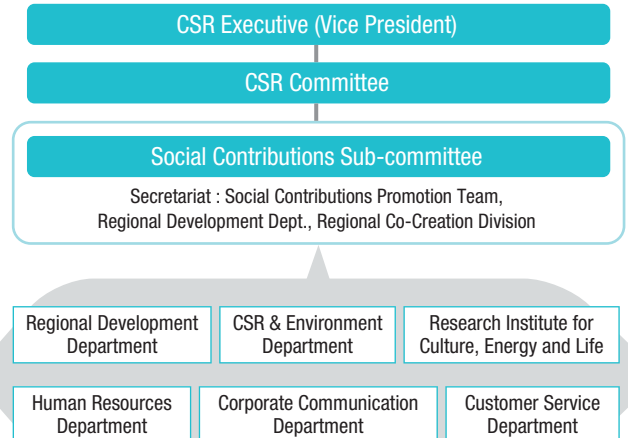 CSR Executive (Vice President)
CSR Committee
Social Contributions Sub-committee
Secretariat : Social Contributions Promotion Team,
Regional Development Dept., Regional Co-Creation Division
Regional Development
Department
CSR & Environment
Department
Research Institute for
Culture, Energy and Life
Human Resources
Department
Corporate Communication
Department
Customer Service
Department